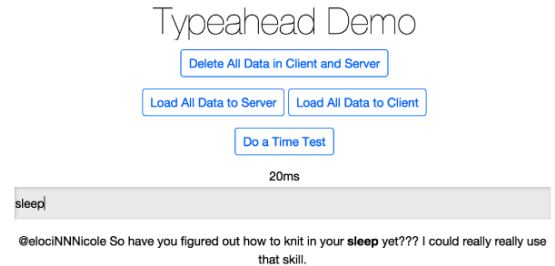 Typeahead Demo
Delete All Data in Client and Server
Load All Data to Server Load All Data to Client
Do a Time Test
20ms
sleep
@elociNNNicole So have you figured out how to knit in your sleep yet??? I could really really use
that skill.